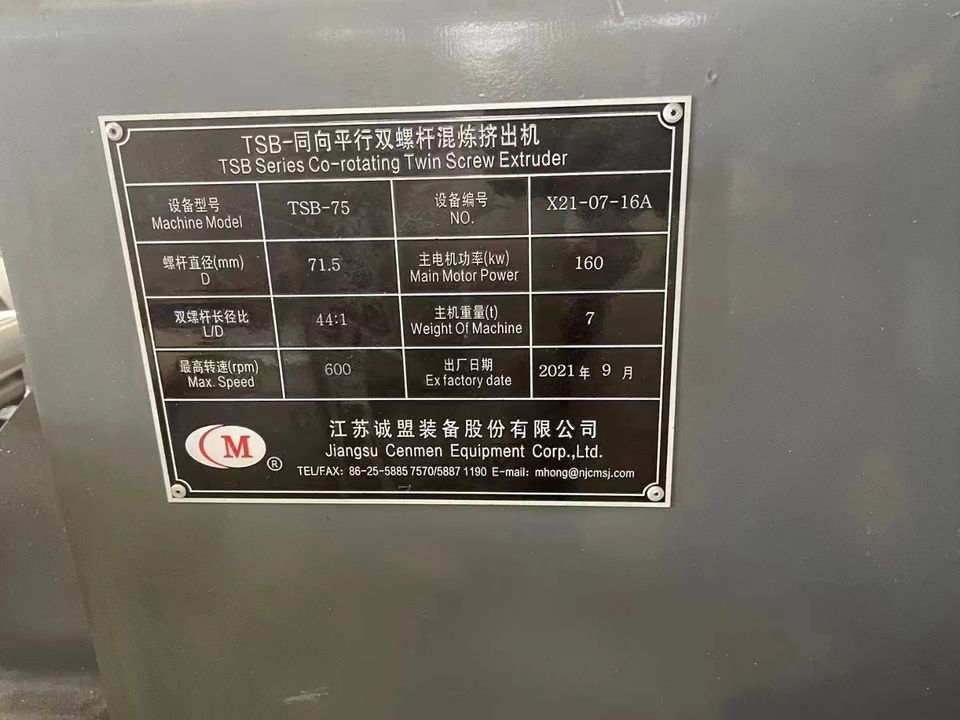 TSB-同向平行双螺杆混炼挤出机
TSB Series Co-rotating Twin Screw Extruder
设备型号 Machine Model TSB-75 设备编号 NO. X21-07-16A
螺杆直径(mm) D 71.5 主电机功率(kw) Main Motor Power 160
双螺杆长径比 L/D 44:1 主机重量(t) Weight Of Machine 7
最高转速(rpm) Max. Speed 600 出厂日期 Ex factory date 2021年 9 月
CM ®
江苏诚盟装备股份有限公司
Jiangsu Cenmen Equipment Corp.,Ltd.
TEL/FAX: 86-25-5885 7570/5887 1190 E-mail: mhong@njcmsj.com